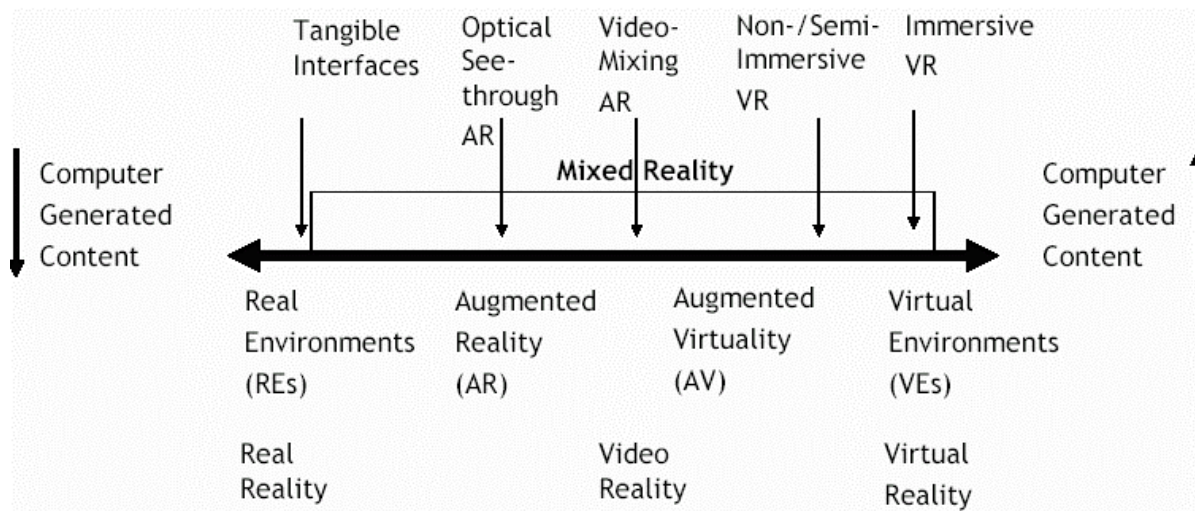 Tangible
Interfaces
Optical
See-
through
AR
Video-
Mixing
AR
Non-/Semi-
Immersive
VR
Immersive
VR
Mixed Reality
Computer
Generated
Content
Computer
Generated
Content
Real
Environments
(REs)
Augmented
Reality
(AR)
Augmented
Virtuality
(AV)
Virtual
Environments
(VEs)
Real
Reality
Video
Reality
Virtual
Reality